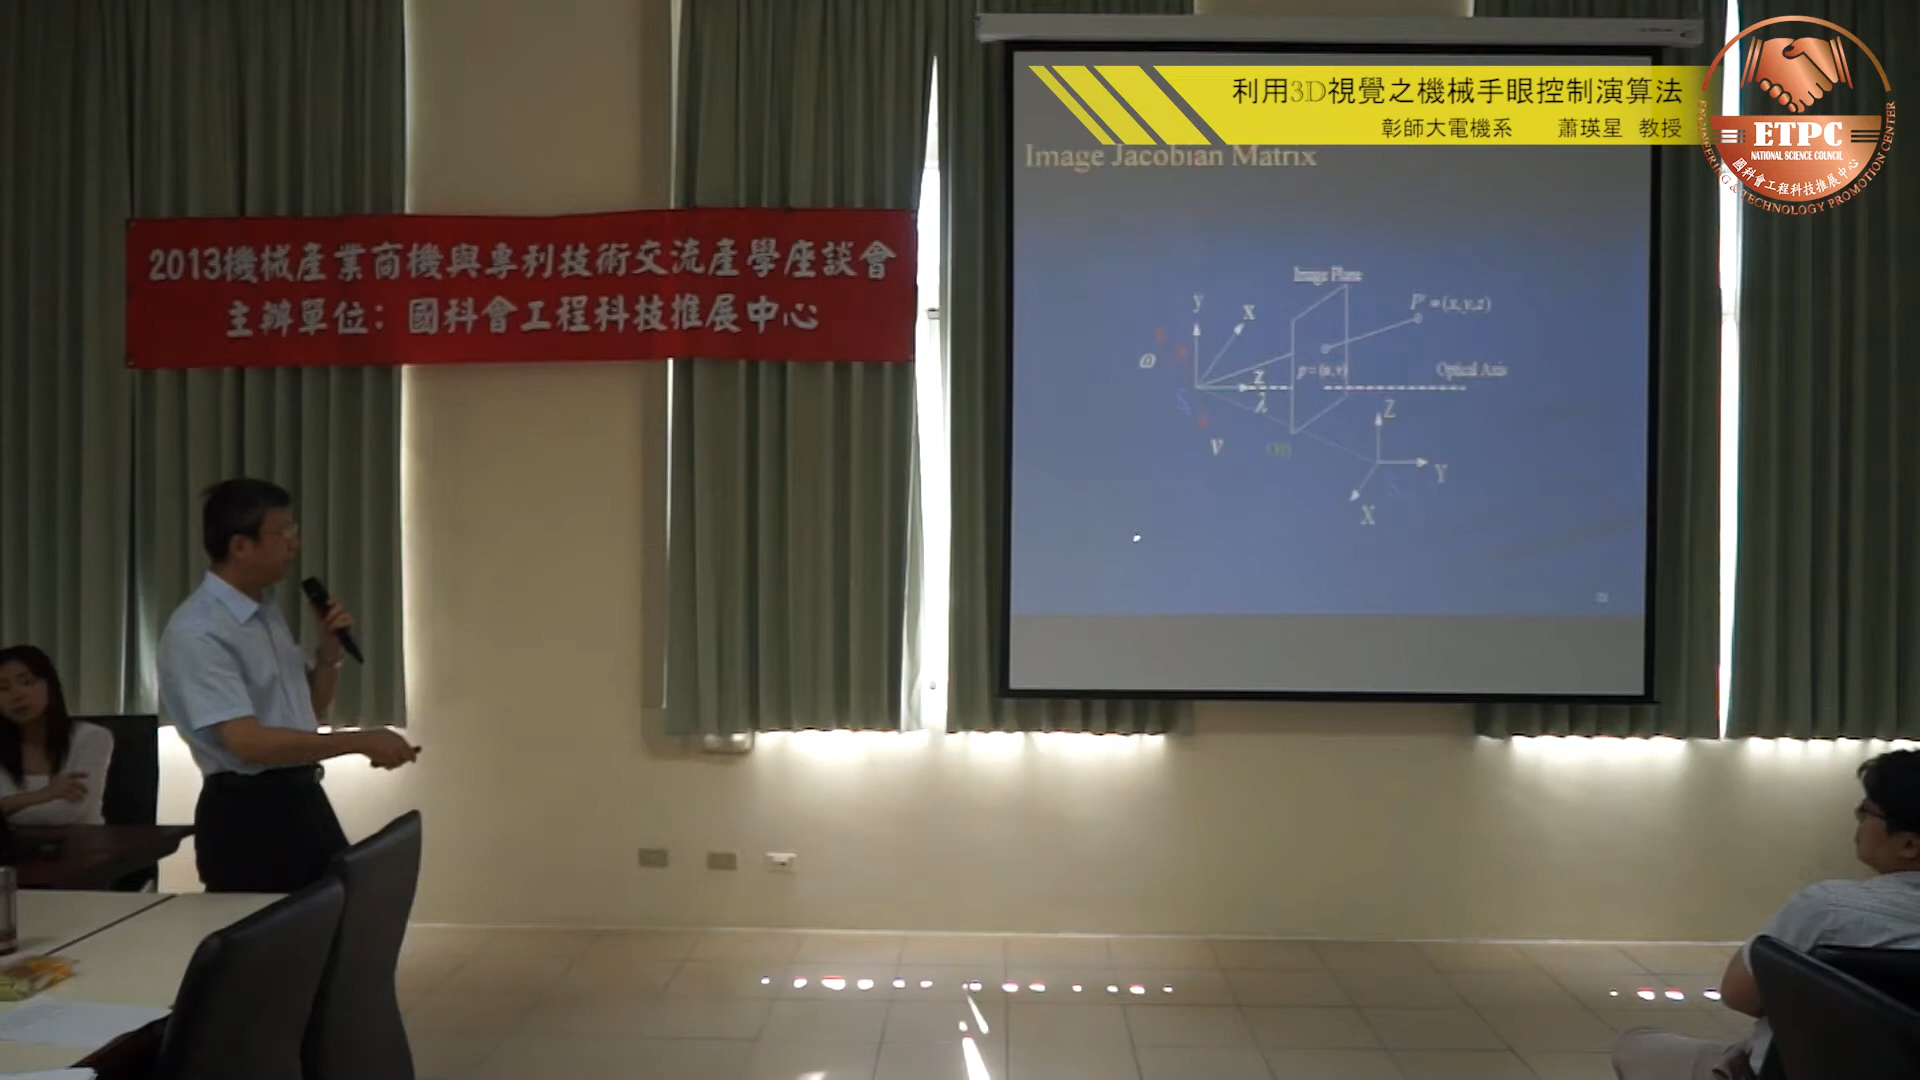 利用3D視覺之機械手眼控制演算法
彰師大電機系 蕭瑛星 教授
ETPC
NATIONAL SCIENCE COUNCIL
國科會工程科技推展中心
ENGINEERING & TECHNOLOGY PROMOTION CENTER
Image Jacobian Matrix
2013機械產業商機與專利技術交流產學座談會
主辦單位：國科會工程科技推展中心
Image Plane
y
x
P = (x,y,z)
ω
z
p = (u,v)
Optical Axis
λ
Z
V
Y
X